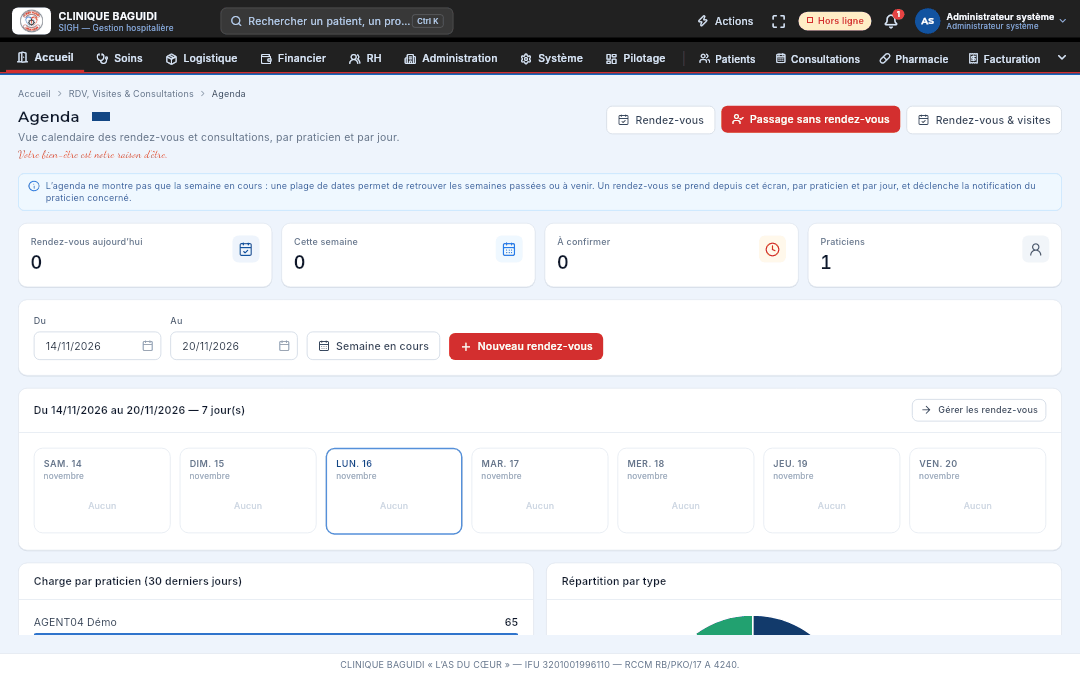 CLINIQUE BAGUIDI
SIGH — Gestion hospitalière
Rechercher un patient, un pro... Ctrl K
Actions
Hors ligne
1
AS
Administrateur système
Administrateur système
Accueil Soins Logistique Financier RH Administration Système Pilotage Patients Consultations Pharmacie Facturation
Accueil > RDV, Visites & Consultations > Agenda
Agenda
Vue calendaire des rendez-vous et consultations, par praticien et par jour.
Votre bien-être est notre raison d'être.
Rendez-vous
Passage sans rendez-vous
Rendez-vous & visites
L'agenda ne montre pas que la semaine en cours : une plage de dates permet de retrouver les semaines passées ou à venir. Un rendez-vous se prend depuis cet écran, par praticien et par jour, et déclenche la notification du
praticien concerné.
Rendez-vous aujourd'hui
0
Cette semaine
0
À confirmer
0
Praticiens
1
Du
14/11/2026
Au
20/11/2026
Semaine en cours
+ Nouveau rendez-vous
Du 14/11/2026 au 20/11/2026 — 7 jour(s)
Gérer les rendez-vous
SAM. 14
novembre
Aucun
DIM. 15
novembre
Aucun
LUN. 16
novembre
Aucun
MAR. 17
novembre
Aucun
MER. 18
novembre
Aucun
JEU. 19
novembre
Aucun
VEN. 20
novembre
Aucun
Charge par praticien (30 derniers jours)
AGENT04 Démo 65
Répartition par type
CLINIQUE BAGUIDI « L'AS DU CŒUR » — IFU 3201001996110 — RCCM RB/PKO/17 A 4240.